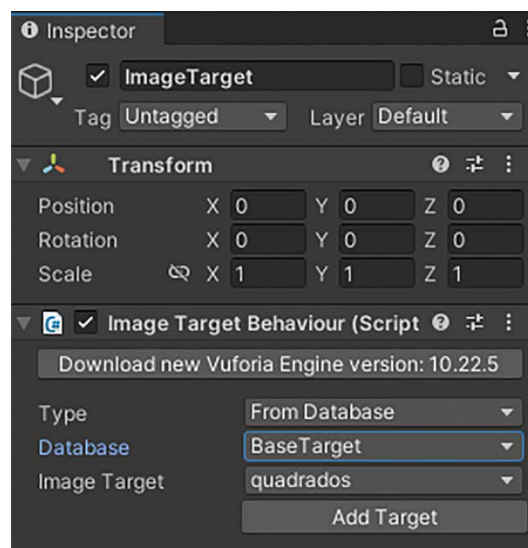 Inspector
ImageTarget Static
Tag Untagged Layer Default
Transform
Position X 0 Y 0 Z 0
Rotation X 0 Y 0 Z 0
Scale X 1 Y 1 Z 1
Image Target Behaviour (Script
Download new Vuforia Engine version: 10.22.5
Type From Database
Database BaseTarget
Image Target quadrados
Add Target